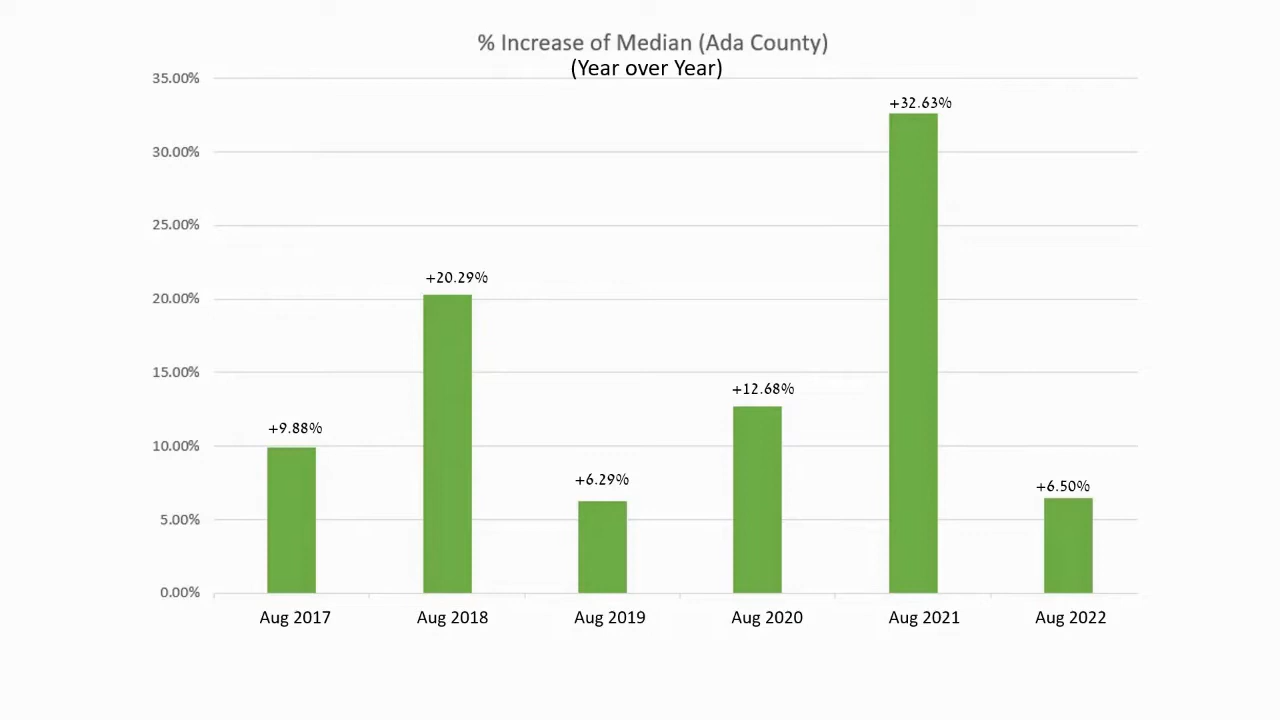 % Increase of Median (Ada County)
(Year over Year)
35.00%
30.00%
25.00%
20.00%
15.00%
10.00%
5.00%
0.00%
+9.88%
+20.29%
+6.29%
+12.68%
+32.63%
+6.50%
Aug 2017
Aug 2018
Aug 2019
Aug 2020
Aug 2021
Aug 2022